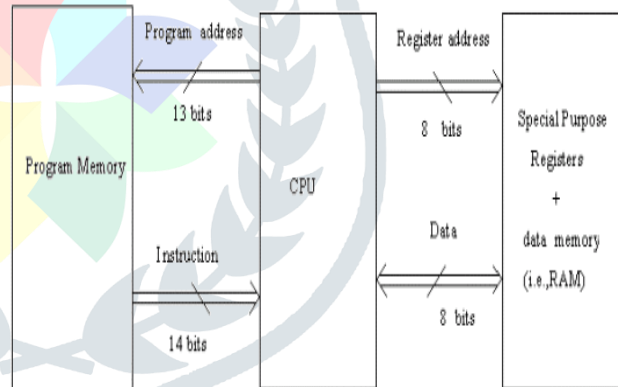 Program address
13 bits
Program Memory
Instruction
14 bits
CPU
Register address
8 bits
Data
8 bits
Special Purpose
Registers
+
data memory
(i.e.,RAM)